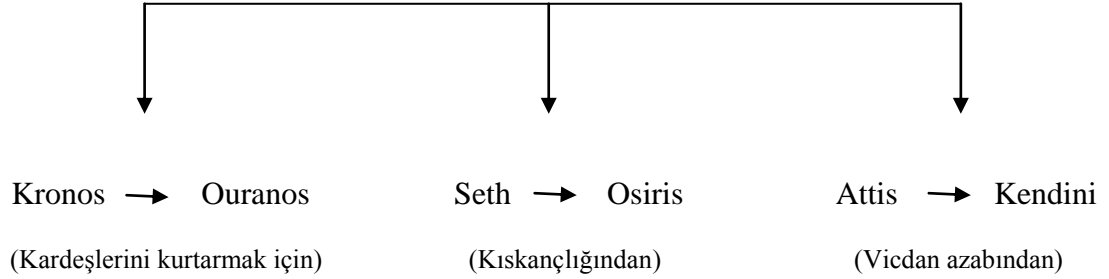 Kronos → Ouranos Seth → Osiris Attis → Kendini
(Kardeşlerini kurtarmak için) (Kıskançlığından) (Vicdan azabından)